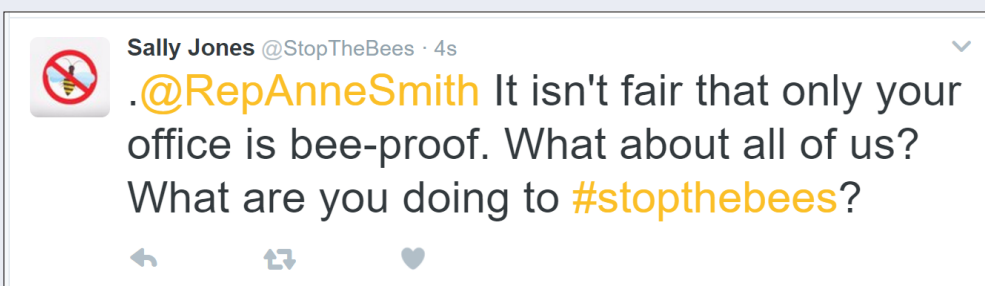 Sally Jones @StopTheBees · 4s
.@RepAnneSmith It isn't fair that only your
office is bee-proof. What about all of us?
What are you doing to #stopthebees?